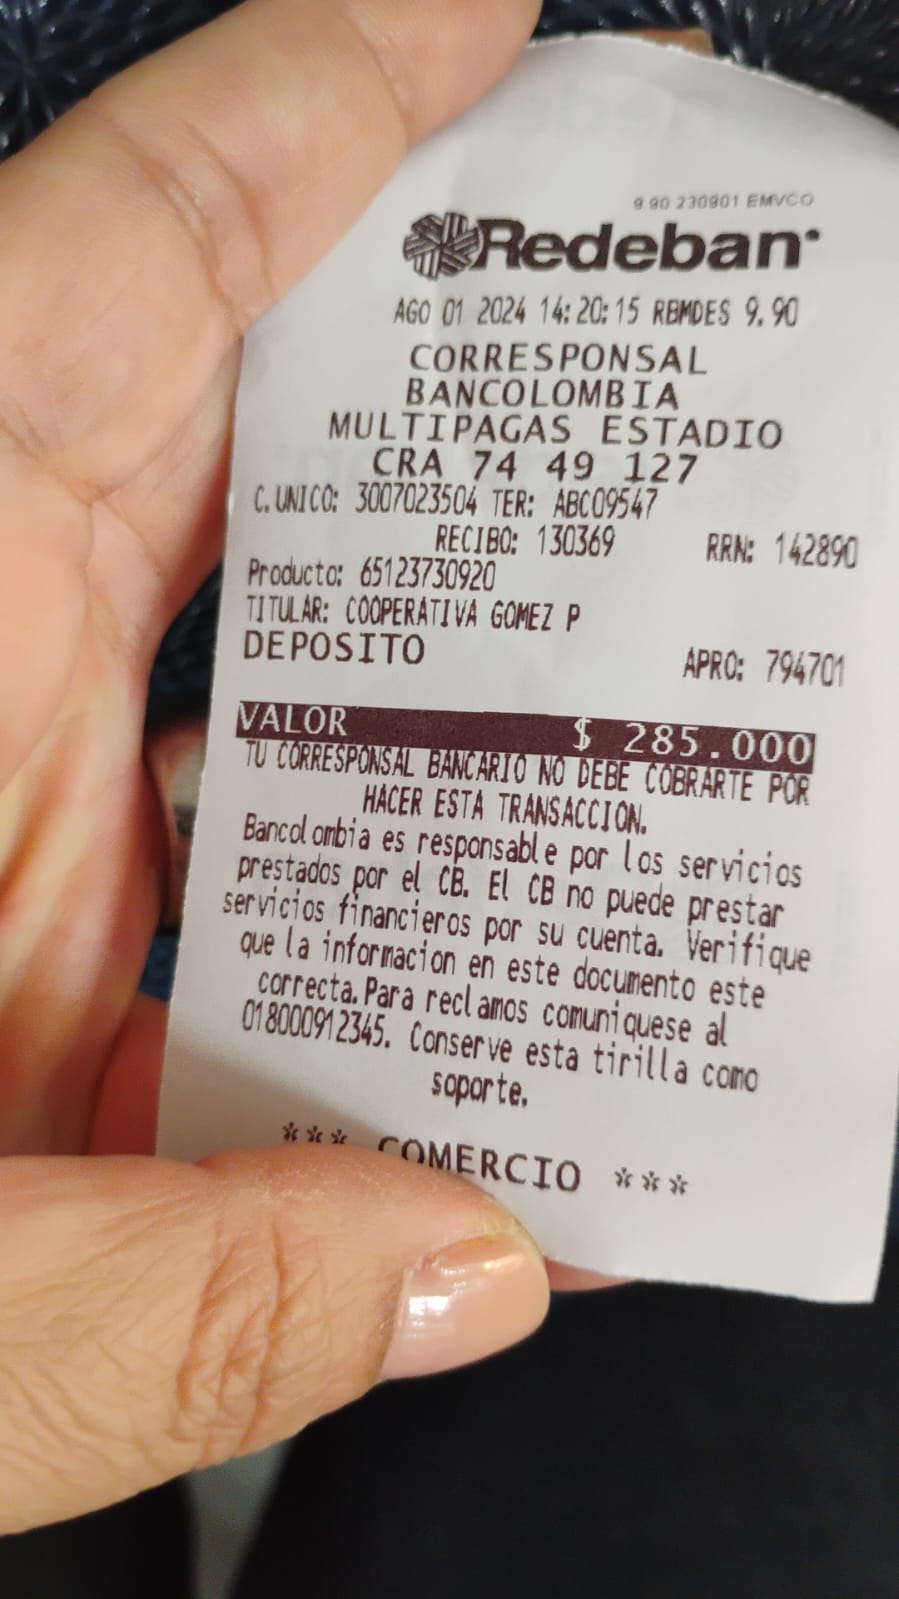 9.90 230901 EMVCO
Redeban
AGO 01 2024 14:20:15 RBMDES 9.90
CORRESPONSAL
BANCOLOMBIA
MULTIPAGAS ESTADIO
CRA 74 49 127
C. UNICO: 3007023504 TER: ABC09547
RECIBO: 130369 RRN: 142890
Producto: 65123730920
TITULAR: COOPERATIVA GOMEZ P
DEPOSITO APRO: 794701
VALOR $ 285.000
TU CORRESPONSAL BANCARIO NO DEBE COBRARTE POR
HACER ESTA TRANSACCION.
Bancolombia es responsable por los servicios
prestados por el CB. El CB no puede prestar
servicios financieros por su cuenta. Verifique
que la informacion en este documento este
correcta.Para reclamos comuniquese al
018000912345. Conserve esta tirilla como
soporte.
*** COMERCIO ***